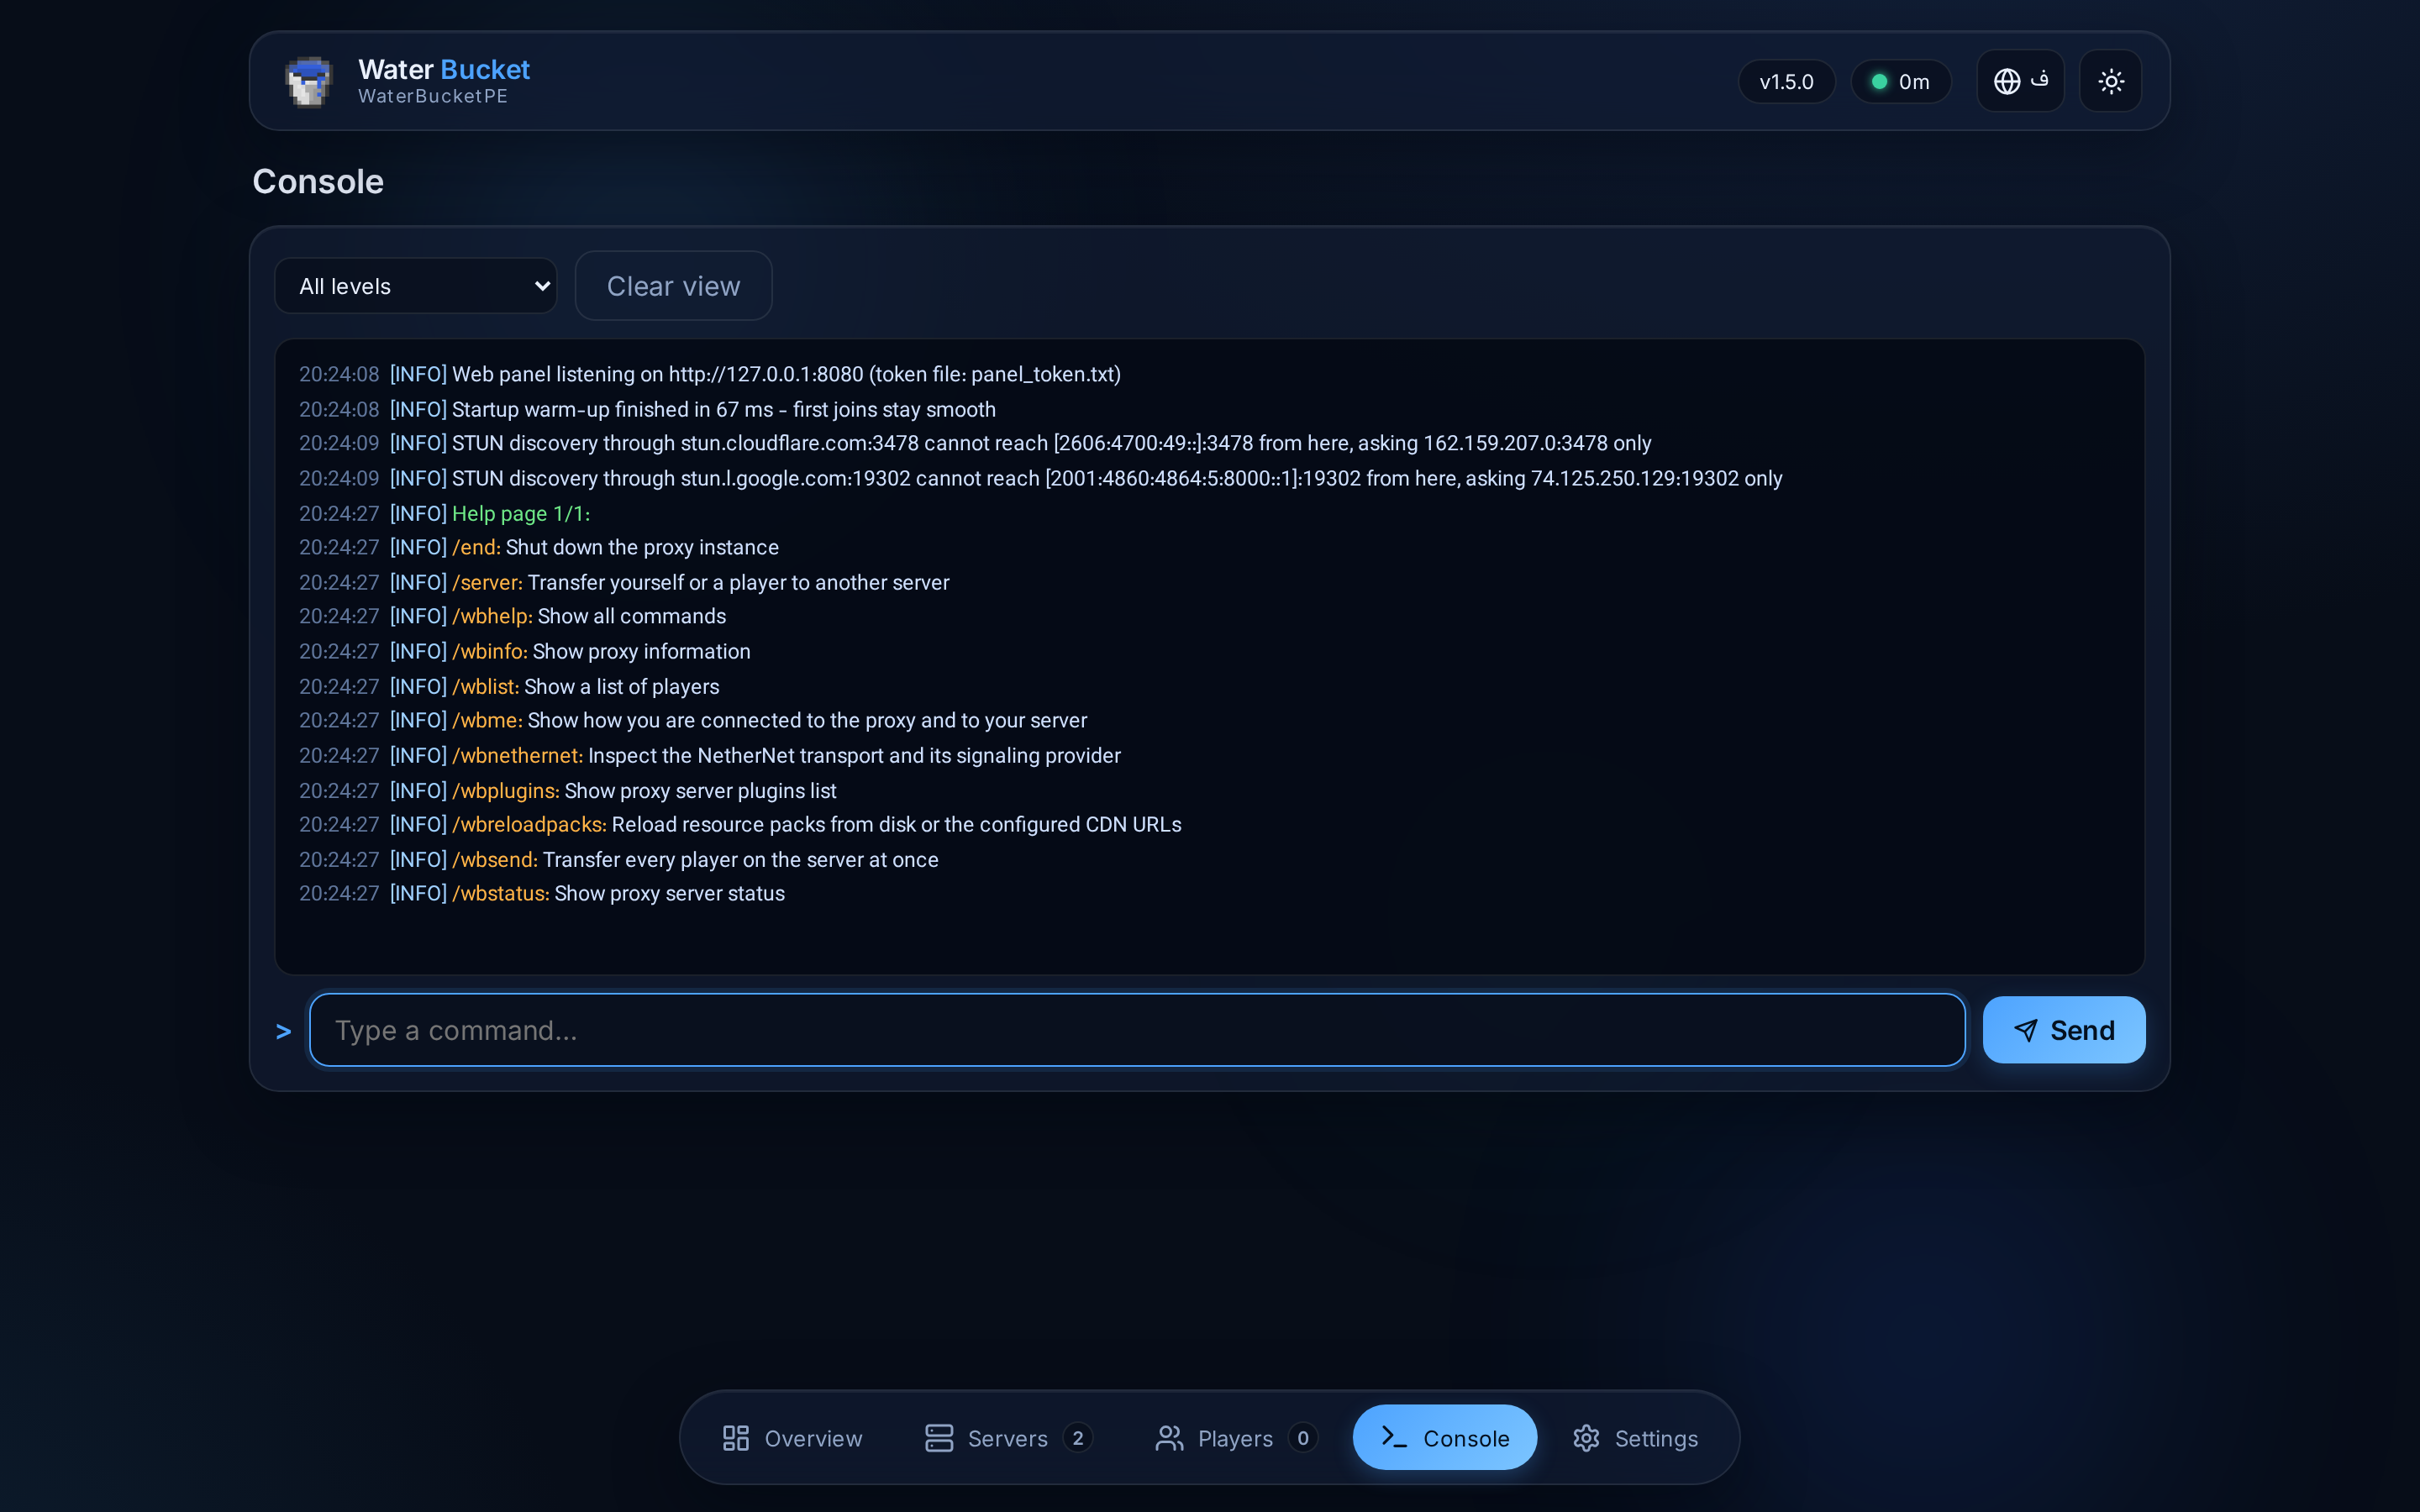 Water Bucket
WaterBucketPE
v1.5.0
0m
ف
Console
All levels
Clear view
20:24:08 [INFO] Web panel listening on http://127.0.0.1:8080 (token file: panel_token.txt)
20:24:08 [INFO] Startup warm-up finished in 67 ms - first joins stay smooth
20:24:09 [INFO] STUN discovery through stun.cloudflare.com:3478 cannot reach [2606:4700:49::]:3478 from here, asking 162.159.207.0:3478 only
20:24:09 [INFO] STUN discovery through stun.l.google.com:19302 cannot reach [2001:4860:4864:5:8000::1]:19302 from here, asking 74.125.250.129:19302 only
20:24:27 [INFO] Help page 1/1:
20:24:27 [INFO] /end: Shut down the proxy instance
20:24:27 [INFO] /server: Transfer yourself or a player to another server
20:24:27 [INFO] /wbhelp: Show all commands
20:24:27 [INFO] /wbinfo: Show proxy information
20:24:27 [INFO] /wblist: Show a list of players
20:24:27 [INFO] /wbme: Show how you are connected to the proxy and to your server
20:24:27 [INFO] /wbnethernet: Inspect the NetherNet transport and its signaling provider
20:24:27 [INFO] /wbplugins: Show proxy server plugins list
20:24:27 [INFO] /wbreloadpacks: Reload resource packs from disk or the configured CDN URLs
20:24:27 [INFO] /wbsend: Transfer every player on the server at once
20:24:27 [INFO] /wbstatus: Show proxy server status
> Type a command...
Send
Overview
Servers 2
Players 0
Console
Settings